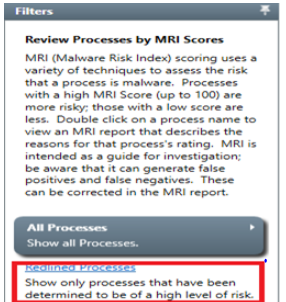 Filters
Review Processes by MRI Scores
MRI (Malware Risk Index) scoring uses a
variety of techniques to assess the risk
that a process is malware. Processes
with a high MRI Score (up to 100) are
more risky; those with a low score are
less. Double click on a process name to
view an MRI report that describes the
reasons for that process's rating. MRI is
intended as a guide for investigation;
be aware that it can generate false
positives and false negatives. These
can be corrected in the MRI report.
All Processes
Show all Processes.
Redlined Processes
Show only processes that have been
determined to be of a high level of risk.